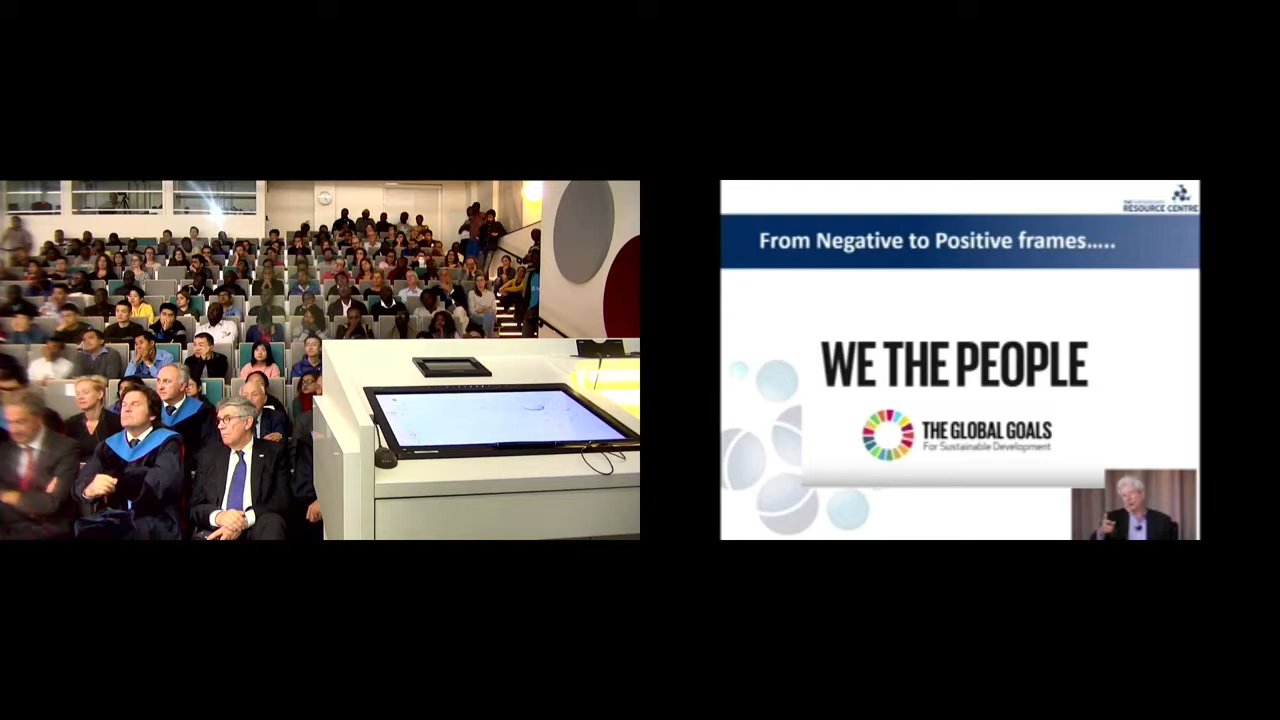 RESOURCE CENTRE
From Negative to Positive frames.....
WE THE PEOPLE
THE GLOBAL GOALS
For Sustainable Development